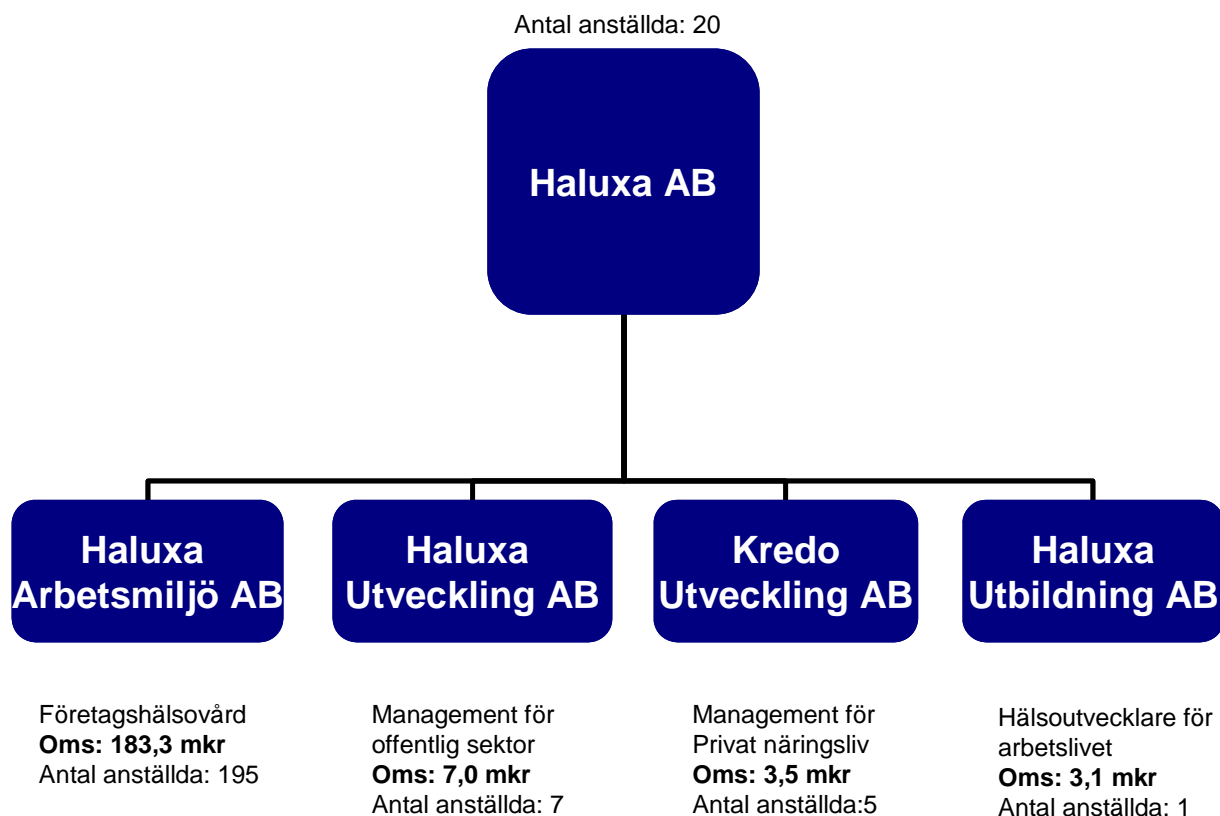 Antal anställda: 20
Haluxa AB
Haluxa
Arbetsmiljö AB
Haluxa
Utveckling AB
Kredo
Utveckling AB
Haluxa
Utbildning AB
Företagshälsovård
Oms: 183,3 mkr
Antal anställda: 195
Management för
offentlig sektor
Oms: 7,0 mkr
Antal anställda: 7
Management för
Privat näringsliv
Oms: 3,5 mkr
Antal anställda:5
Hälsoutvecklare för
arbetslivet
Oms: 3,1 mkr
Antal anställda: 1